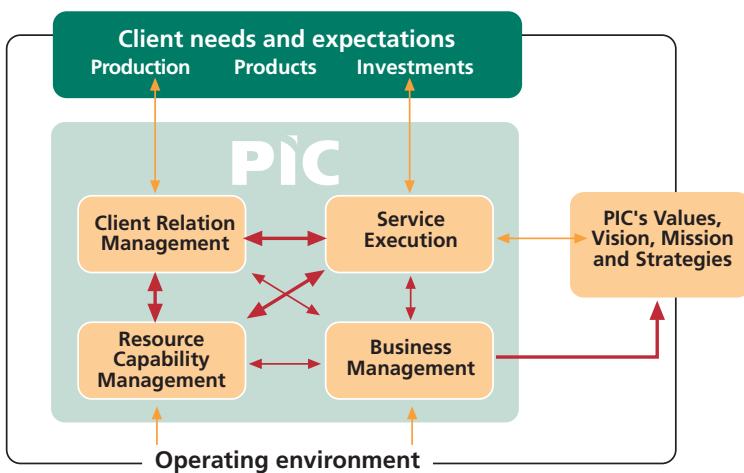 Client needs and expectations
Production Products Investments
PiC
Client Relation
Management
Service
Execution
PIC's Values,
Vision, Mission
and Strategies
Resource
Capability
Management
Business
Management
Operating environment